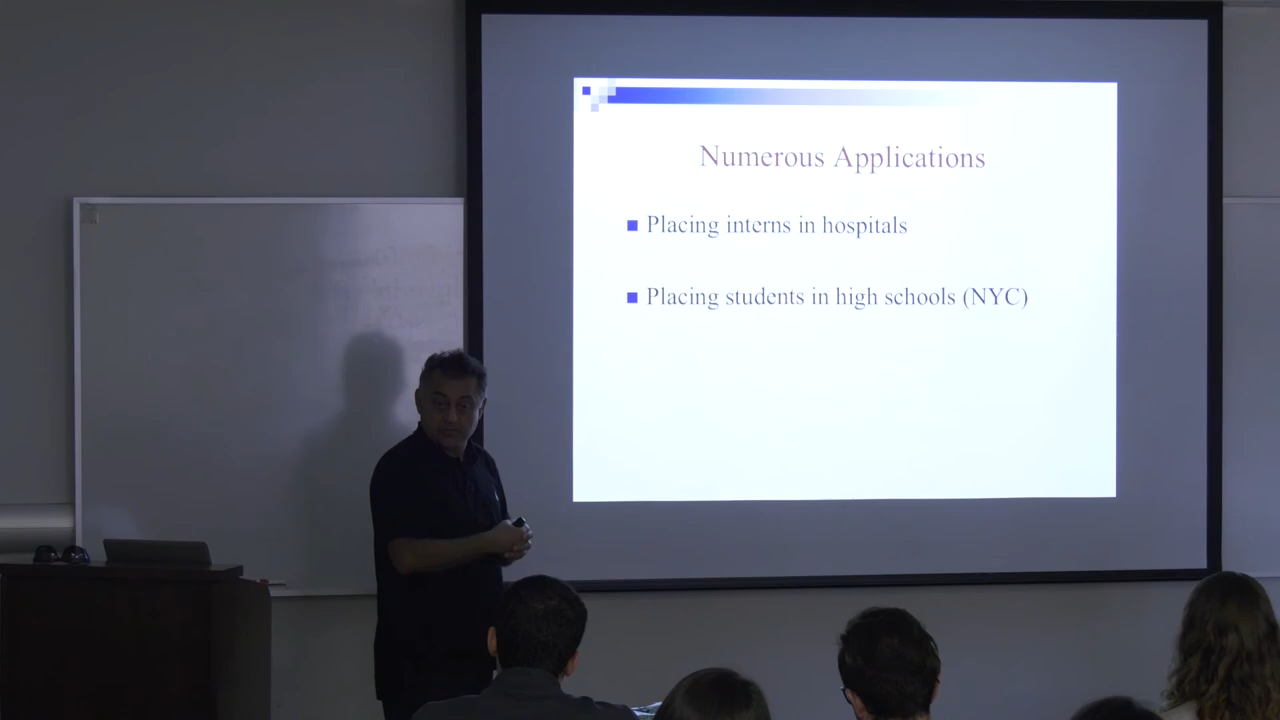 Numerous Applications
Placing interns in hospitals
Placing students in high schools (NYC)